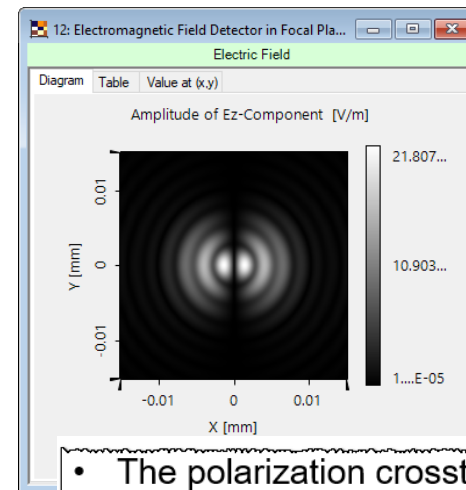 12: Electromagnetic Field Detector in Focal Pla...
Electric Field
Diagram Table Value at (x,y)
Amplitude of Ez-Component [V/m]
21.807...
10.903...
1....E-05
Y [mm]
0.01
0
-0.01
-0.01 0 0.01
X [mm]
• The polarization crosst